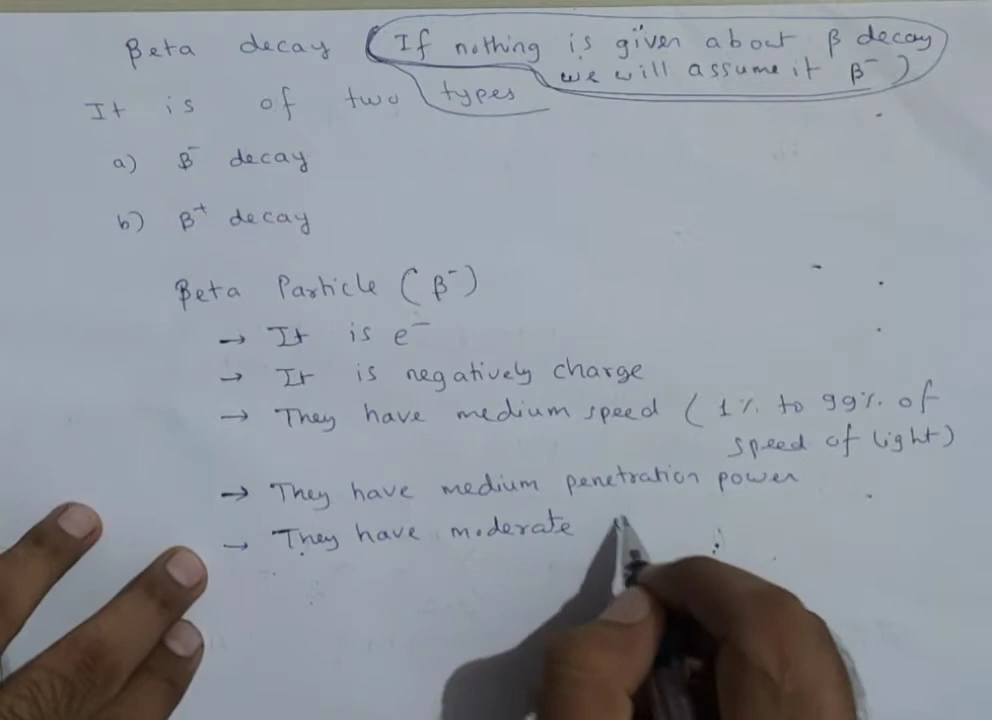 Beta decay (If nothing is given about β decay
we will assume it β⁻)
It is of two types
a) β⁻ decay
b) β⁺ decay
Beta Particle (β⁻)
→ It is e⁻
→ It is negatively charge
→ They have medium speed (1% to 99% of
speed of light)
→ They have medium penetration power
→ They have moderate